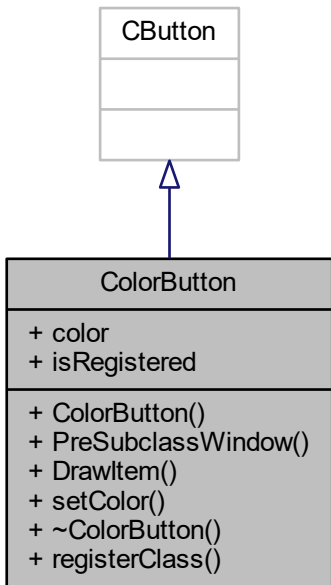 CButton
ColorButton
+ color
+ isRegistered
+ ColorButton()
+ PreSubclassWindow()
+ DrawItem()
+ setColor()
+ ~ColorButton()
+ registerClass()